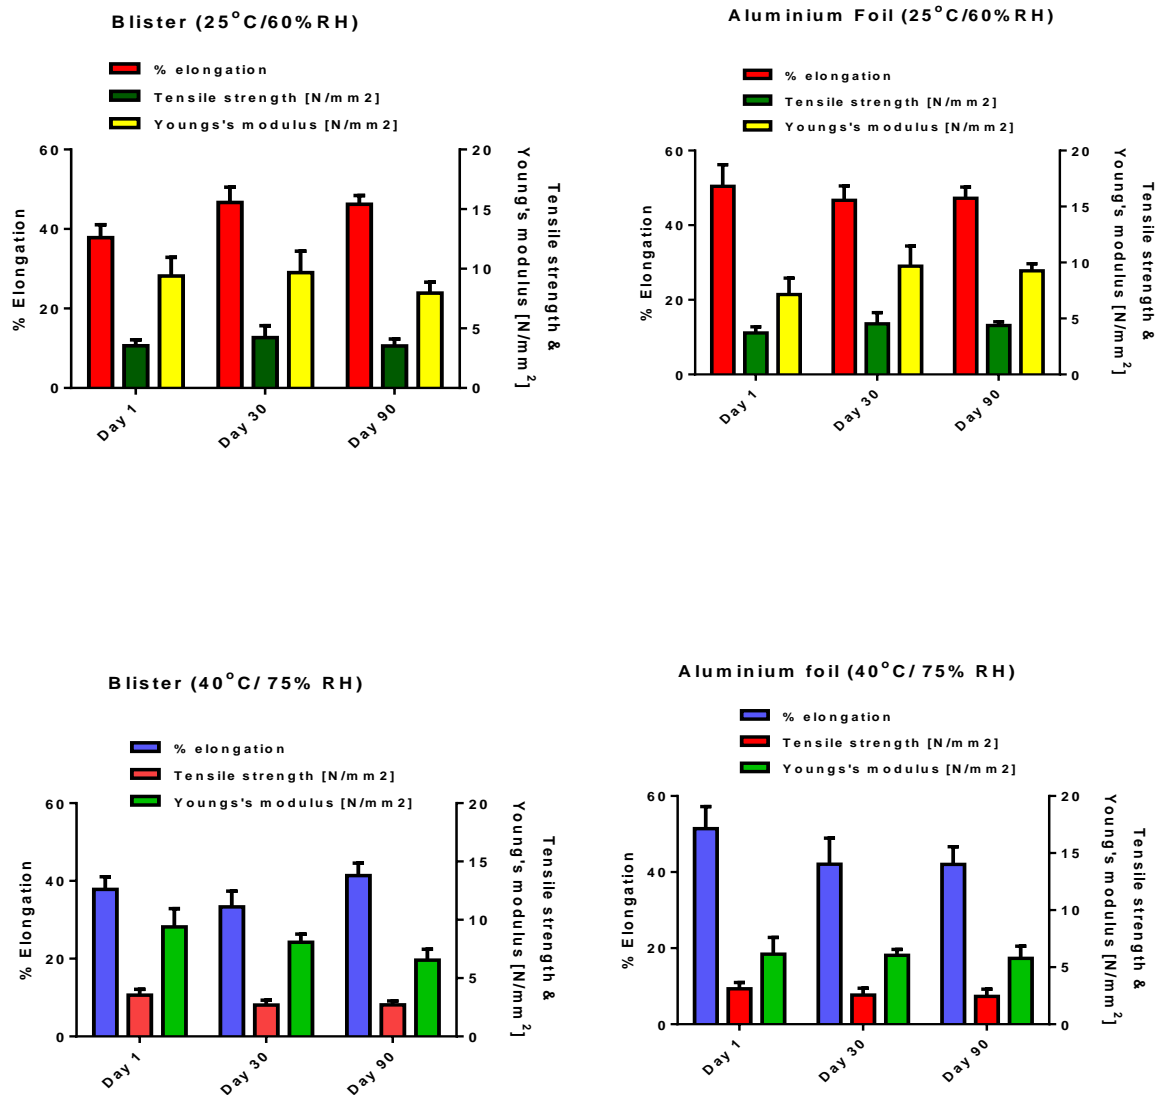 Blister (25°C/60%RH)
% elongation
Tensile strength [N/mm2]
Youngs's modulus [N/mm2]
60
40
20
0
% Elongation
20
15
10
5
0
Tensile strength &
Young's modulus [N/mm²]
Day 1
Day 30
Day 90
Aluminium Foil (25°C/60%RH)
% elongation
Tensile strength [N/mm2]
Youngs's modulus [N/mm2]
60
40
20
0
% Elongation
20
15
10
5
0
Tensile strength &
Young's modulus [N/mm²]
Day 1
Day 30
Day 90
Blister (40°C/ 75% RH)
% elongation
Tensile strength [N/mm2]
Youngs's modulus [N/mm2]
60
40
20
0
% Elongation
20
15
10
5
0
Tensile strength &
Young's modulus [N/mm²]
Day 1
Day 30
Day 90
Aluminium foil (40°C/ 75% RH)
% elongation
Tensile strength [N/mm2]
Youngs's modulus [N/mm2]
60
40
20
0
% Elongation
20
15
10
5
0
Tensile strength &
Young's modulus [N/mm²]
Day 1
Day 30
Day 90